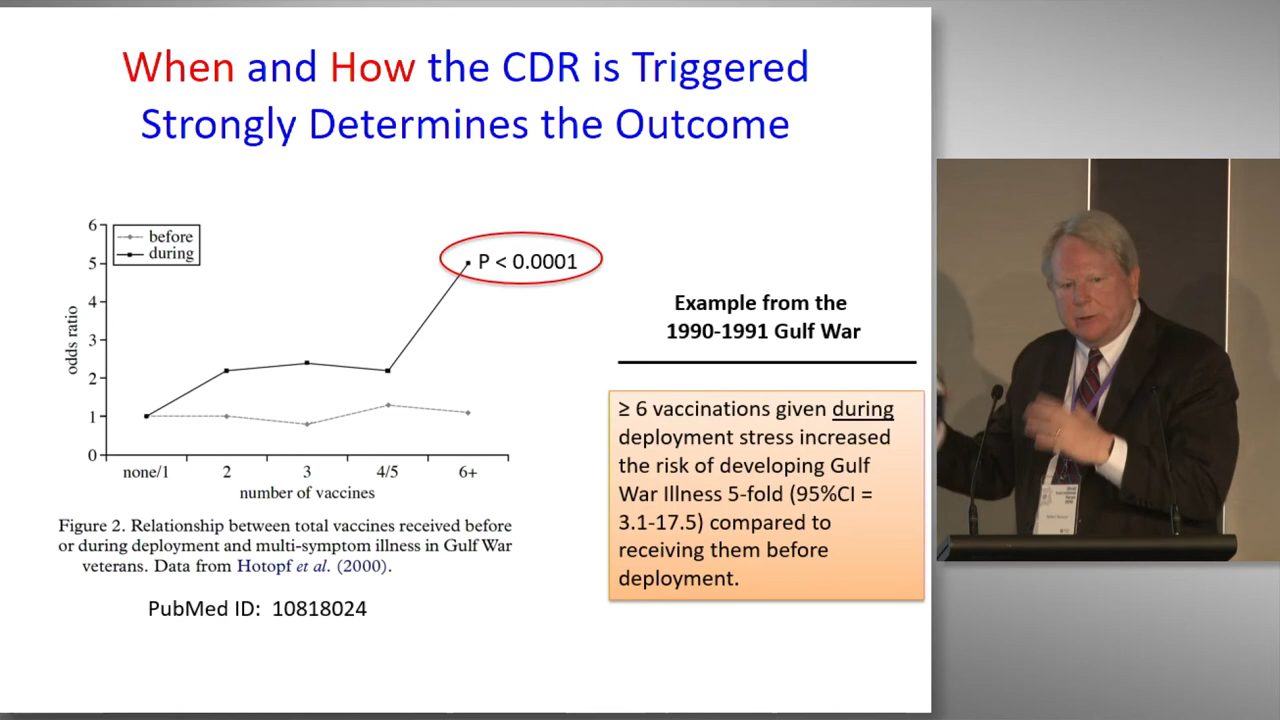 When and How the CDR is Triggered
Strongly Determines the Outcome
6
5
4
3
2
1
0
odds ratio
before
during
P < 0.0001
none/1 2 3 4/5 6+
number of vaccines
Figure 2. Relationship between total vaccines received before
or during deployment and multi-symptom illness in Gulf War
veterans. Data from Hotopf et al. (2000).
PubMed ID: 10818024
Example from the
1990-1991 Gulf War
≥ 6 vaccinations given during
deployment stress increased
the risk of developing Gulf
War Illness 5-fold (95%CI =
3.1-17.5) compared to
receiving them before
deployment.